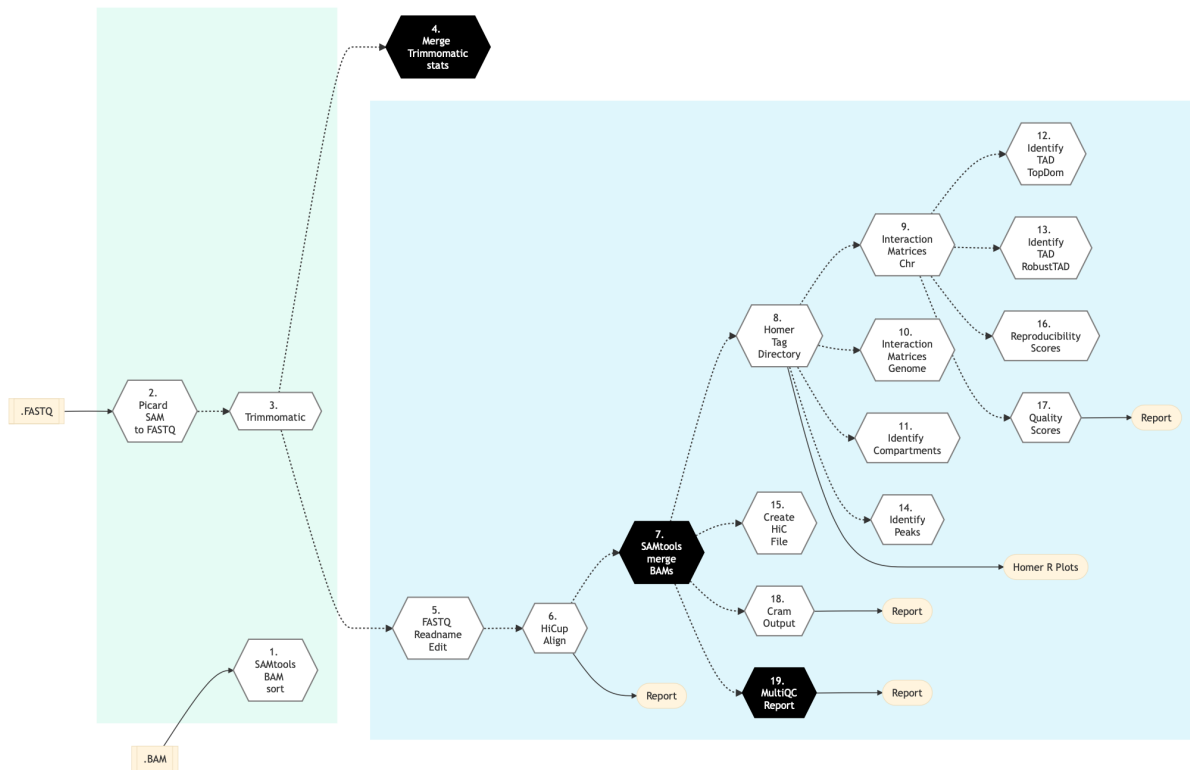 4.
Merge
Trimmomatic
stats
12.
Identify
TAD
TopDom
9.
Interaction
Matrices
Chr
13.
Identify
TAD
RobustTAD
8.
Homer
Tag
Directory
10.
Interaction
Matrices
Genome
16.
Reproducibility
Scores
.FASTQ
2.
Picard
SAM
to FASTQ
3.
Trimmomatic
11.
Identify
Compartments
17.
Quality
Scores
Report
15.
Create
HiC
File
14.
Identify
Peaks
7.
SAMtools
merge
BAMs
Homer R Plots
5.
FASTQ
Readname
Edit
6.
HiCup
Align
18.
Cram
Output
Report
1.
SAMtools
BAM
sort
Report
19.
MultiQC
Report
Report
.BAM